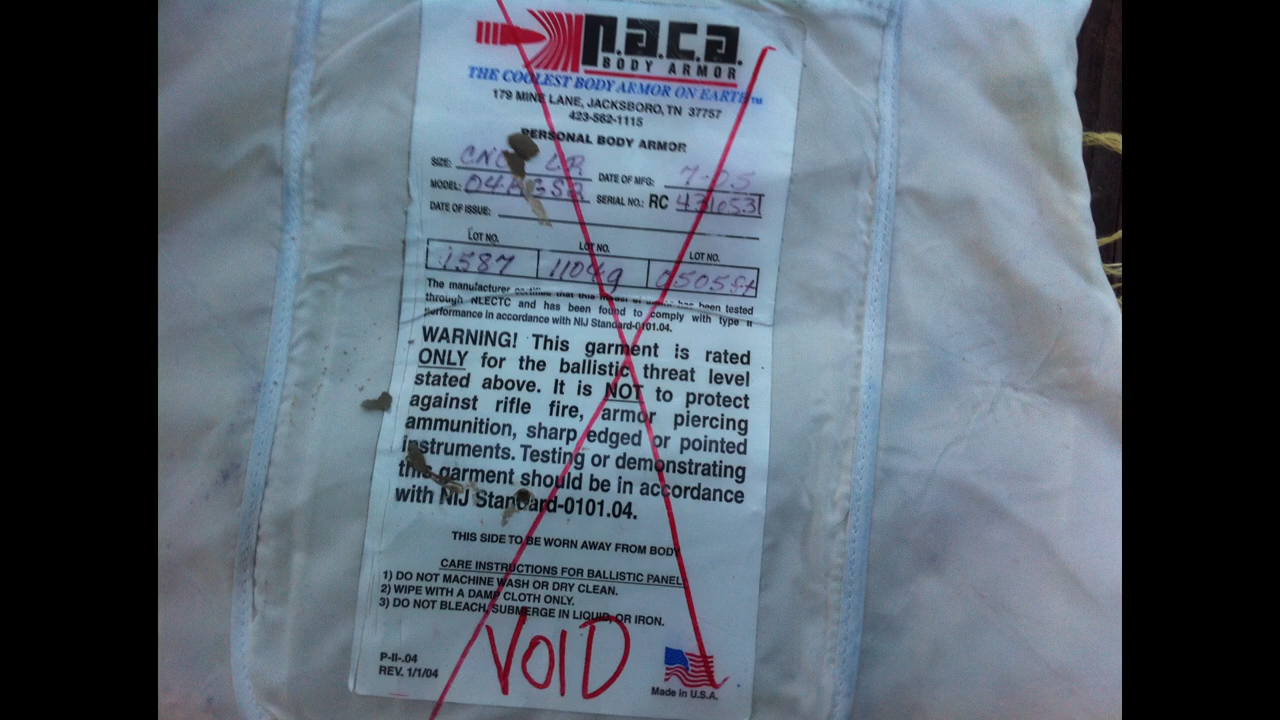 p.a.c.a.
BODY ARMOR
THE COOLEST BODY ARMOR ON EARTH™
179 MINE LANE, JACKSBORO, TN 37757
423-562-1115
PERSONAL BODY ARMOR
SIZE: LR DATE OF MFG: 7-05
MODEL: SERIAL NO.: RC
DATE OF ISSUE:
LOT NO. LOT NO. LOT NO.
1587
The manufacturer certifies that this model of armor has been tested
through NLECTC and has been found to comply with type II
performance in accordance with NIJ Standard-0101.04.
WARNING! This garment is rated
ONLY for the ballistic threat level
stated above. It is NOT to protect
against rifle fire, armor piercing
ammunition, sharp edged or pointed
instruments. Testing or demonstrating
this garment should be in accordance
with NIJ Standard-0101.04.
THIS SIDE TO BE WORN AWAY FROM BODY
CARE INSTRUCTIONS FOR BALLISTIC PANEL
1) DO NOT MACHINE WASH OR DRY CLEAN.
2) WIPE WITH A DAMP CLOTH ONLY.
3) DO NOT BLEACH, SUBMERGE IN LIQUID, OR IRON.
VOID
P-II-.04
REV. 1/1/04
Made in U.S.A.